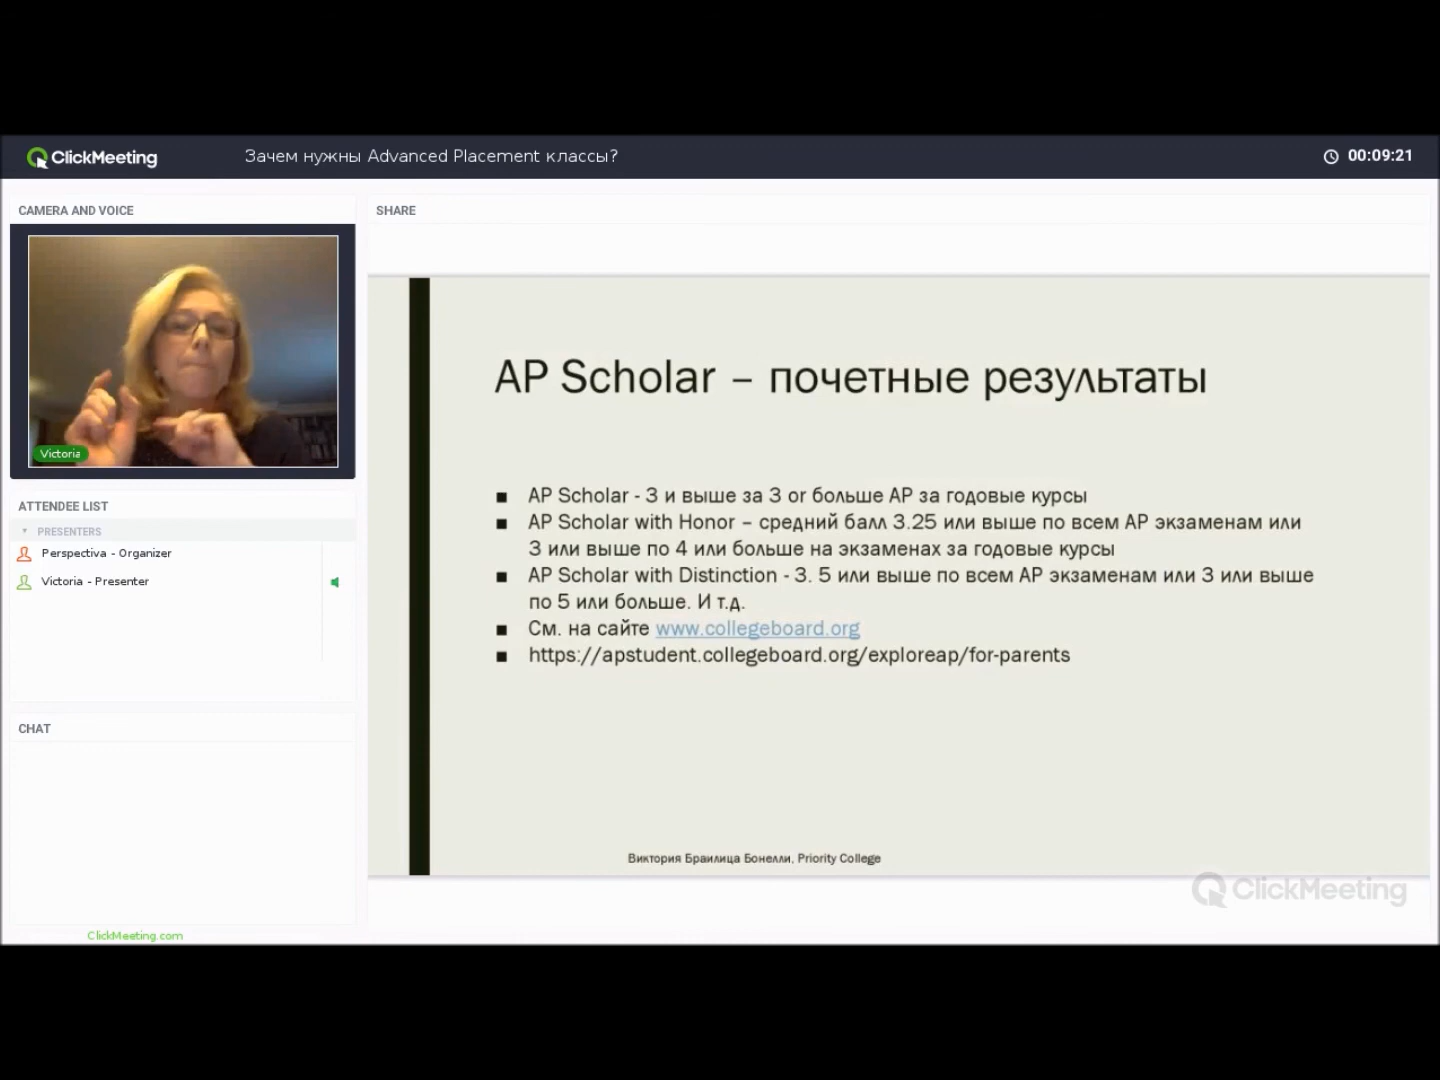 ClickMeeting
Зачем нужны Advanced Placement классы?
00:09:21
CAMERA AND VOICE
Victoria
ATTENDEE LIST
PRESENTERS
Perspectiva - Organizer
Victoria - Presenter
CHAT
ClickMeeting.com
SHARE
AP Scholar – почетные результаты
■ AP Scholar - 3 и выше за 3 or больше AP за годовые курсы
■ AP Scholar with Honor – средний балл 3.25 или выше по всем AP экзаменам или
3 или выше по 4 или больше на экзаменах за годовые курсы
■ AP Scholar with Distinction - 3. 5 или выше по всем AP экзаменам или 3 или выше
по 5 или больше. И т.д.
■ См. на сайте www.collegeboard.org
■ https://apstudent.collegeboard.org/exploreap/for-parents
Виктория Браилица Бонелли, Priority College
ClickMeeting